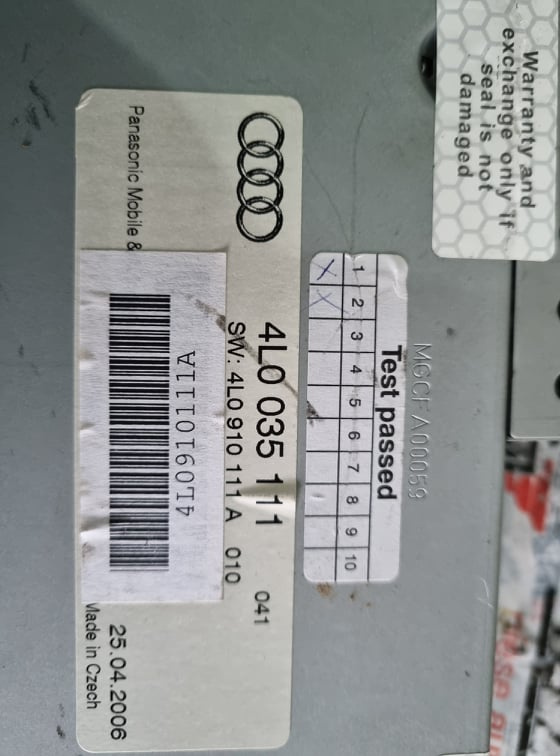 Warranty and
exchange only if
seal is not
damaged
MGCFA00059
Test passed
1 2 3 4 5 6 7 8 9 10
X X
4L0 035 111 041
SW: 4L0 910 111 A 010
4L1910111A
Panasonic Mobile &
25.04.2006
Made in Czech